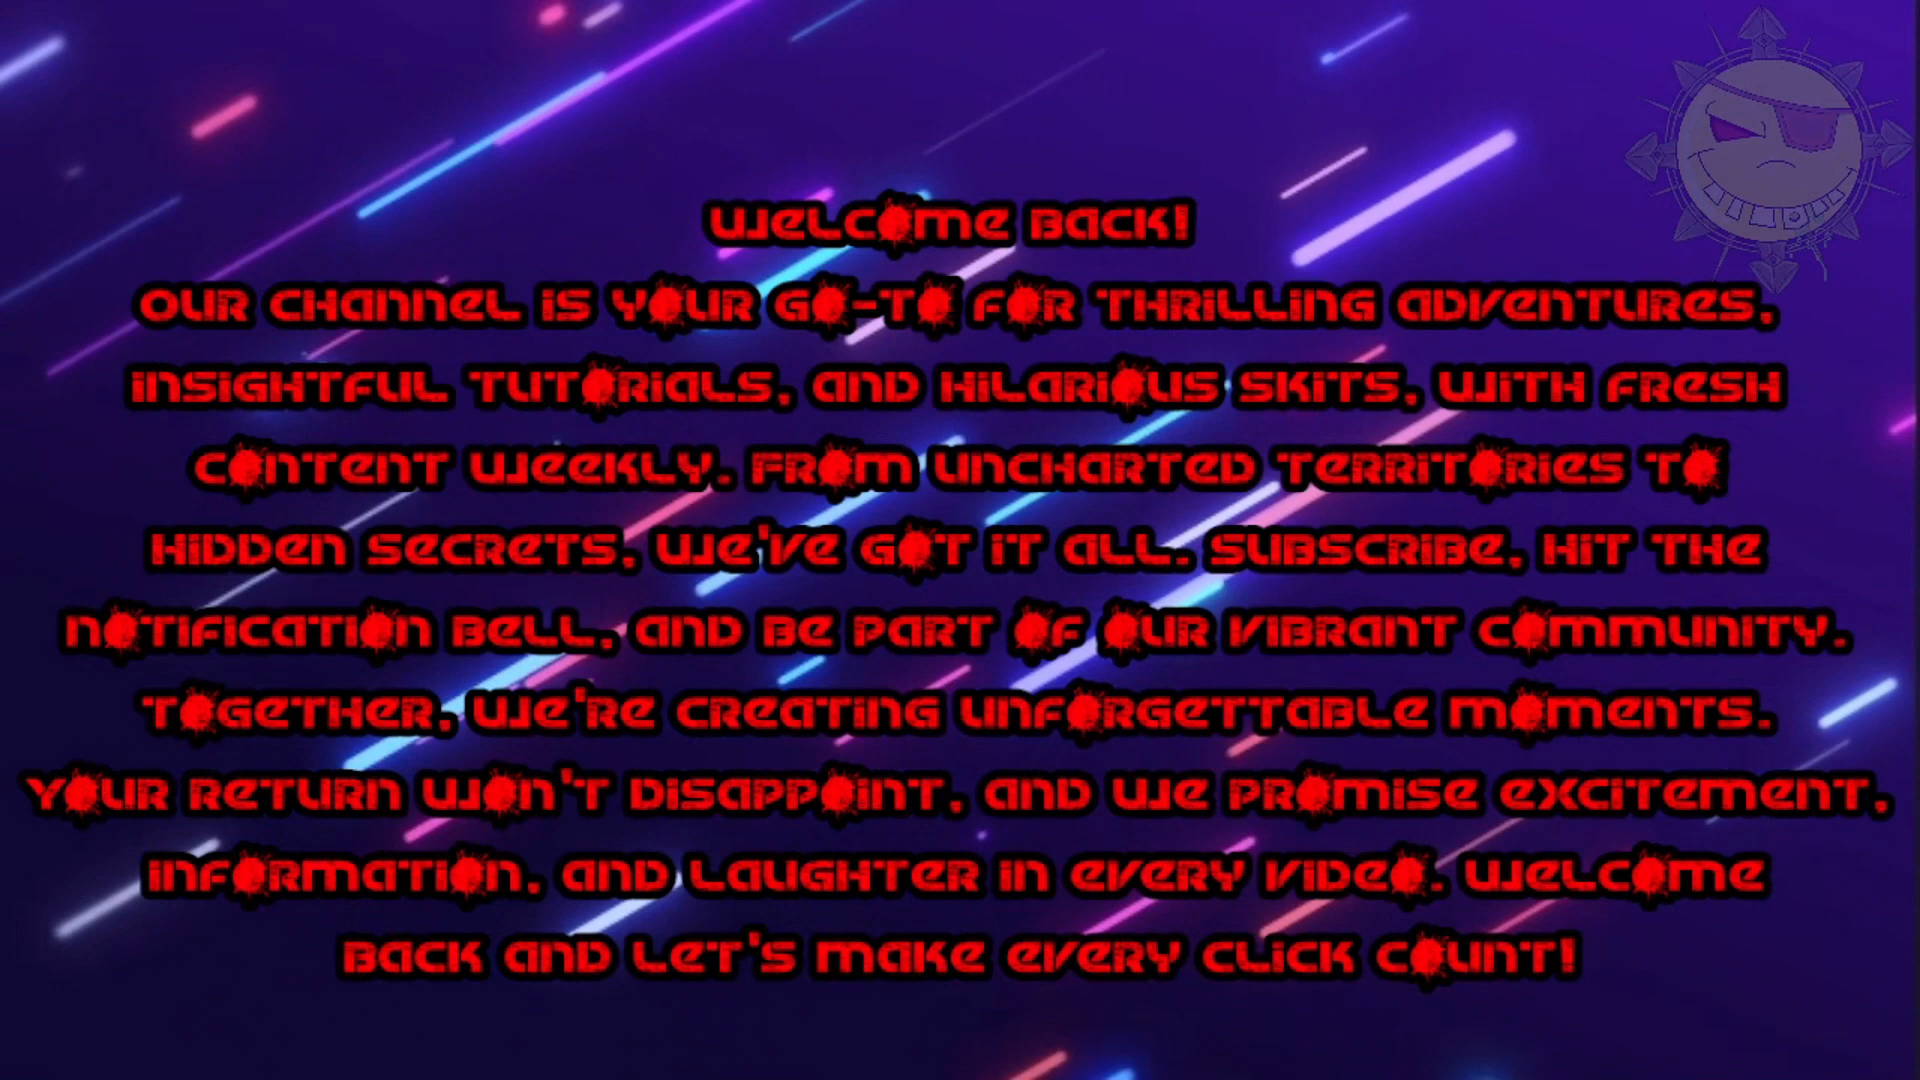 WELCOME BACK!
OUR CHANNEL IS YOUR GO-TO FOR THRILLING ADVENTURES,
INSIGHTFUL TUTORIALS, AND HILARIOUS SKITS, WITH FRESH
CONTENT WEEKLY. FROM UNCHARTED TERRITORIES TO
HIDDEN SECRETS, WE'VE GOT IT ALL. SUBSCRIBE, HIT THE
NOTIFICATION BELL, AND BE PART OF OUR VIBRANT COMMUNITY.
TOGETHER, WE'RE CREATING UNFORGETTABLE MOMENTS.
YOUR RETURN WON'T DISAPPOINT, AND WE PROMISE EXCITEMENT,
INFORMATION, AND LAUGHTER IN EVERY VIDEO. WELCOME
BACK AND LET'S MAKE EVERY CLICK COUNT!